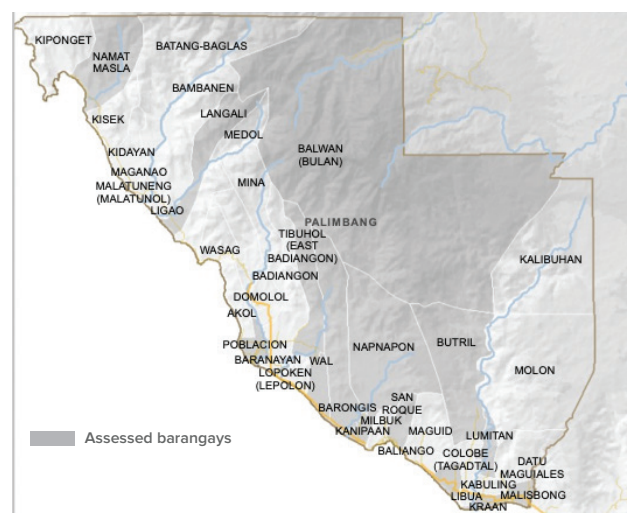 KIPONGET
NAMAT
MASLA
BATANG-BAGLAS
BAMBANEN
LANGALI
KISEK
MEDOL
BALWAN
(BULAN)
KIDAYAN
MAGANAO
MALATUNENG
(MALATUNOL)
MINA
LIGAO
PALIMBANG
TIBUHOL
(EAST
BADIANGON)
WASAG
KALIBUHAN
BADIANGON
DOMOLOL
AKOL
POBLACION
BARANAYAN
WAL
NAPNAPON
BUTRIL
LOPOKEN
(LEPOLON)
MOLON
SAN
ROQUE
BARONGIS
MILBUK
KANIPAAN
MAGUID
LUMITAN
Assessed barangays
BALIANGO
COLOBE
(TAGADTAL)
DATU
MAGUIALES
KABULING
LIBUA
MALISBONG
KRAAN